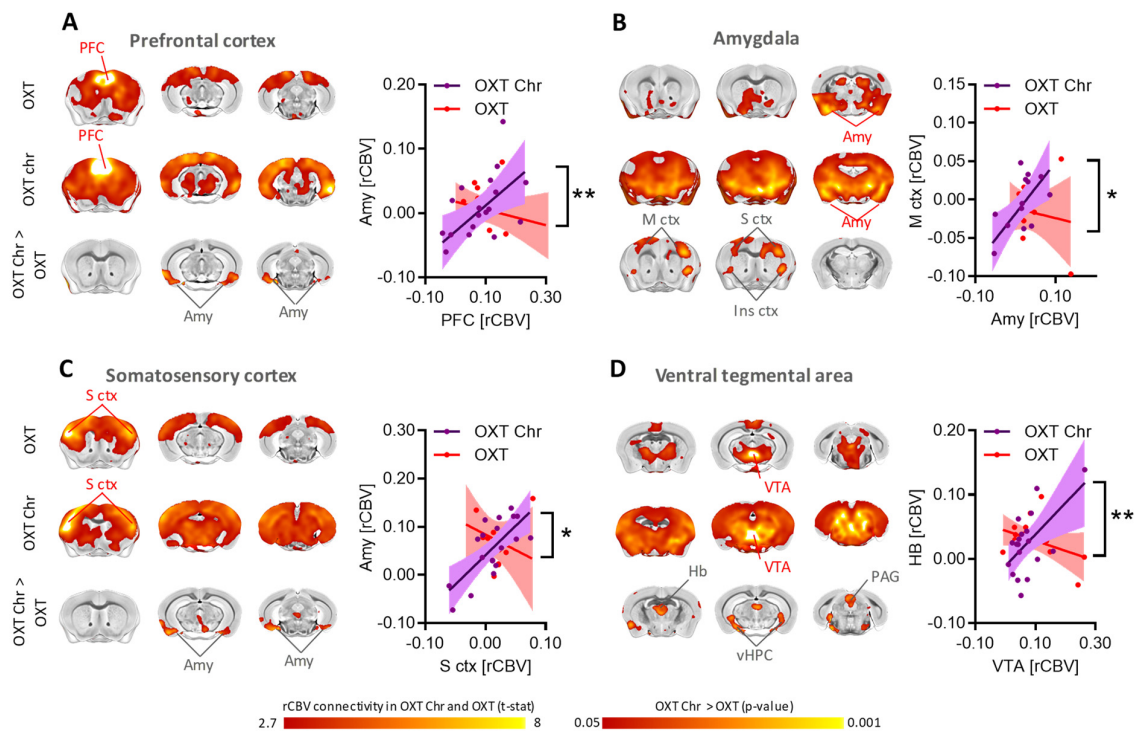 A
Prefrontal cortex
PFC
OXT
PFC
OXT chr
OXT Chr >
OXT
Amy
Amy
0.20
0.10
0.00
-0.10
Amy [rCBV]
OXT Chr
OXT
**
-0.10
0.10
0.30
PFC [rCBV]
B
Amygdala
Amy
M ctx
S ctx
Amy
Ins ctx
0.15
0.10
0.05
0.00
-0.05
-0.10
M ctx [rCBV]
OXT Chr
OXT
*
-0.10
0.10
Amy [rCBV]
C
Somatosensory cortex
S ctx
OXT
S ctx
OXT Chr
OXT Chr >
OXT
Amy
Amy
0.30
0.20
0.10
0.00
-0.10
Amy [rCBV]
OXT Chr
OXT
*
-0.10
0.00
0.10
S ctx [rCBV]
D
Ventral tegmental area
VTA
VTA
Hb
PAG
vHPC
0.20
0.10
0.00
-0.10
HB [rCBV]
OXT Chr
OXT
**
-0.10
0.10
0.30
VTA [rCBV]
rCBV connectivity in OXT Chr and OXT (t-stat)
2.7
8
OXT Chr > OXT (p-value)
0.05
0.001